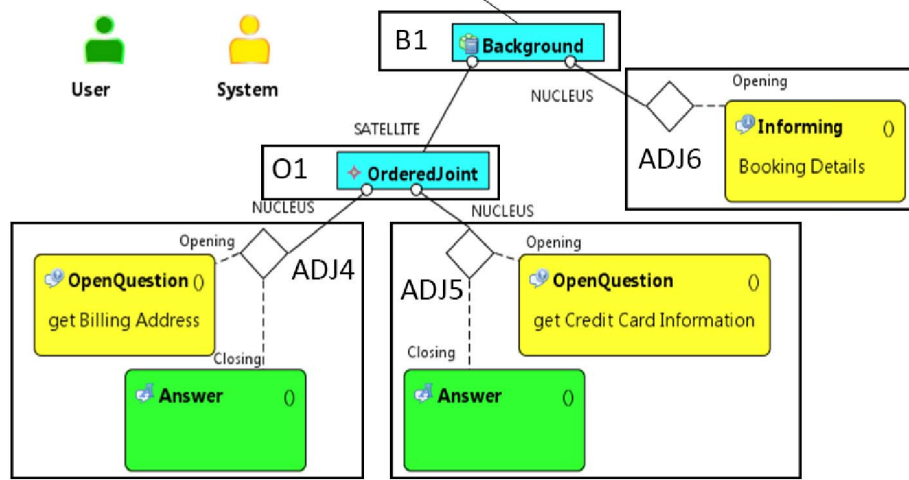 User
System
B1
Background
NUCLEUS
Opening
Informing ()
Booking Details
ADJ6
SATELLITE
O1
OrderedJoint
NUCLEUS
NUCLEUS
Opening
ADJ4
OpenQuestion ()
get Billing Address
Closing
Answer ()
Opening
ADJ5
OpenQuestion ()
get Credit Card Information
Closing
Answer ()